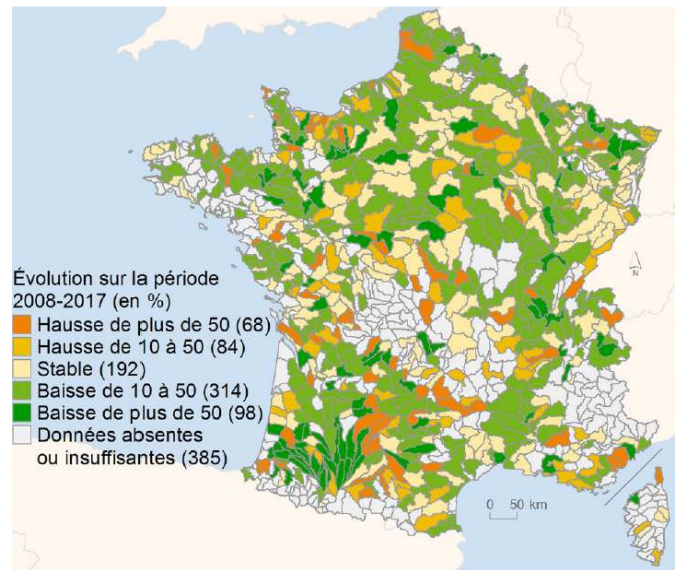 Évolution sur la période
2008-2017 (en %)
Hausse de plus de 50 (68)
Hausse de 10 à 50 (84)
Stable (192)
Baisse de 10 à 50 (314)
Baisse de plus de 50 (98)
Données absentes
ou insuffisantes (385)
N
0 50 km